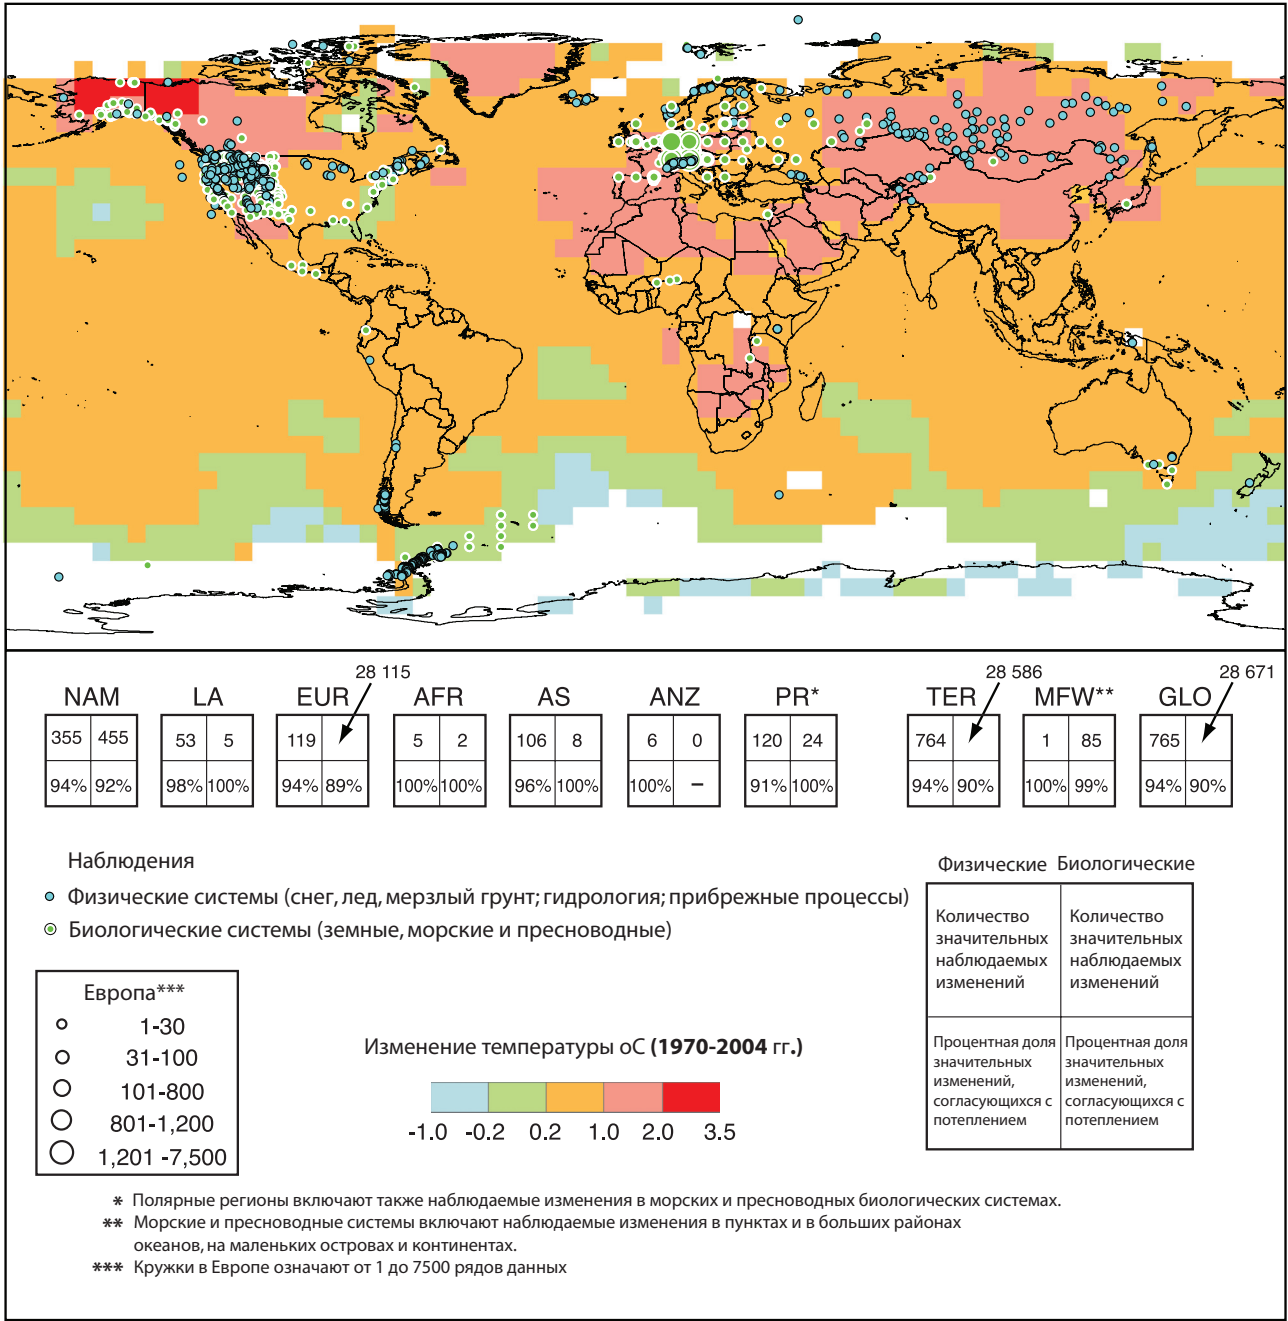 28 115
28 586
28 671
NAM LA EUR AFR AS ANZ PR* TER MFW** GLO
355 455 53 5 119 5 2 106 8 6 0 120 24 764 1 85 765
94% 92% 98% 100% 94% 89% 100% 100% 96% 100% 100% – 91% 100% 94% 90% 100% 99% 94% 90%
Наблюдения
Физические системы (снег, лед, мерзлый грунт; гидрология; прибрежные процессы)
Биологические системы (земные, морские и пресноводные)
Физические Биологические
Количество
значительных
наблюдаемых
изменений
Количество
значительных
наблюдаемых
изменений
Процентная доля
значительных
изменений,
согласующихся с
потеплением
Процентная доля
значительных
изменений,
согласующихся с
потеплением
Европа***
1-30
31-100
101-800
801-1,200
1,201 -7,500
Изменение температуры оС (1970-2004 гг.)
-1.0 -0.2 0.2 1.0 2.0 3.5
* Полярные регионы включают также наблюдаемые изменения в морских и пресноводных биологических системах.
** Морские и пресноводные системы включают наблюдаемые изменения в пунктах и в больших районах
океанов, на маленьких островах и континентах.
*** Кружки в Европе означают от 1 до 7500 рядов данных